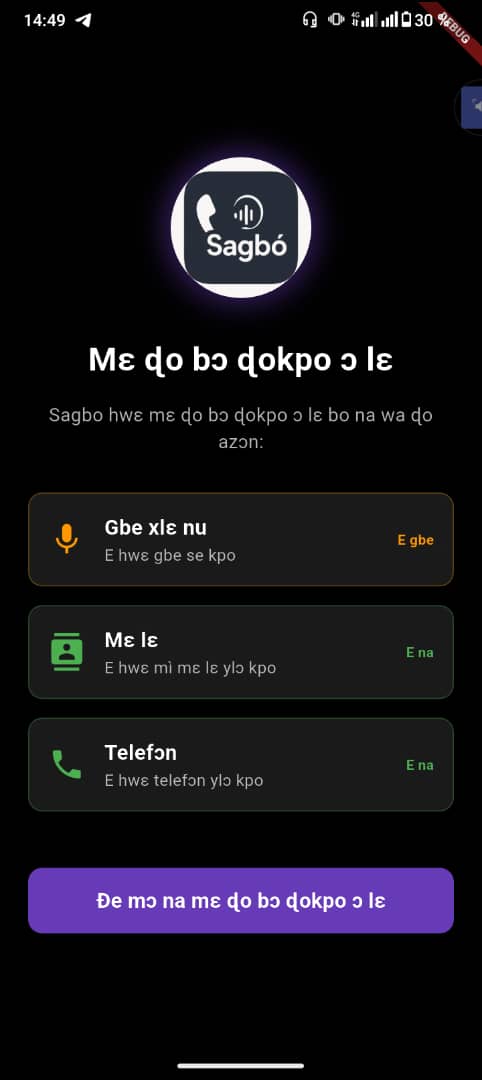 14:49
4G
30 %
DEBUG
Sagbó
Mɛ ɖo bɔ ɖokpo ɔ lɛ
Sagbo hwɛ mɛ ɖo bɔ ɖokpo ɔ lɛ bo na wa ɖo
azɔn:
Gbe xlɛ nu
E hwɛ gbe se kpo
E gbe
Mɛ lɛ
E hwɛ mì mɛ lɛ ylɔ kpo
E na
Telefɔn
E hwɛ telefɔn ylɔ kpo
E na
Đe mɔ na mɛ ɖo bɔ ɖokpo ɔ lɛ